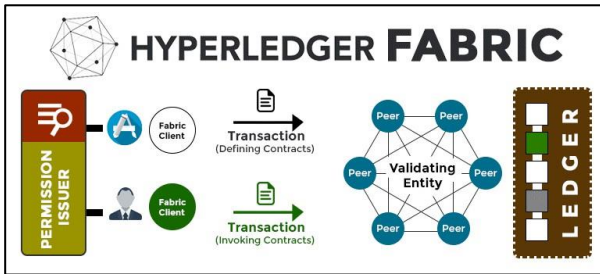 HYPERLEDGER FABRIC
PERMISSION
ISSUER
Fabric
Client
Transaction
(Defining Contracts)
Fabric
Client
Transaction
(Invoking Contracts)
Peer
Peer
Peer
Validating
Entity
Peer
Peer
Peer
LEDGER